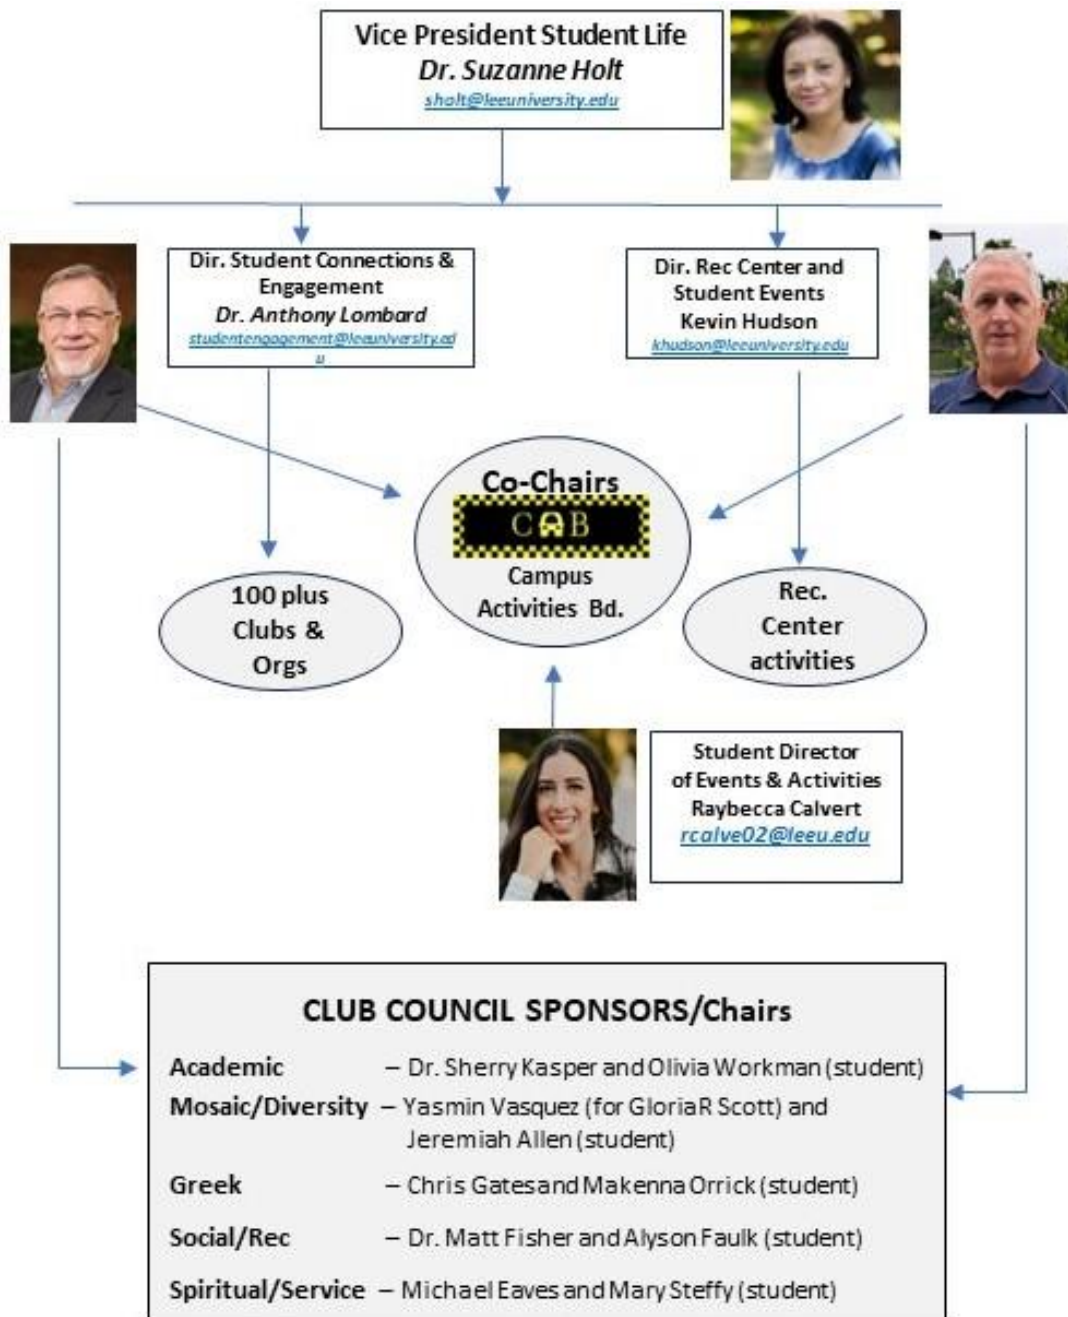 Vice President Student Life
Dr. Suzanne Holt
sholt@leeuniversity.edu
Dir. Student Connections &
Engagement
Dr. Anthony Lombard
studentengagement@leeuniversity.ed
u
Dir. Rec Center and
Student Events
Kevin Hudson
khudson@leeuniversity.edu
Co-Chairs
CAB
Campus
Activities Bd.
100 plus
Clubs &
Orgs
Rec.
Center
activities
Student Director
of Events & Activities
Raybecca Calvert
rcalve02@leeu.edu
CLUB COUNCIL SPONSORS/Chairs
Academic – Dr. Sherry Kasper and Olivia Workman (student)
Mosaic/Diversity – Yasmin Vasquez (for Gloria R Scott) and
Jeremiah Allen (student)
Greek – Chris Gates and Makenna Orrick (student)
Social/Rec – Dr. Matt Fisher and Alyson Faulk (student)
Spiritual/Service – Michael Eaves and Mary Steffy (student)